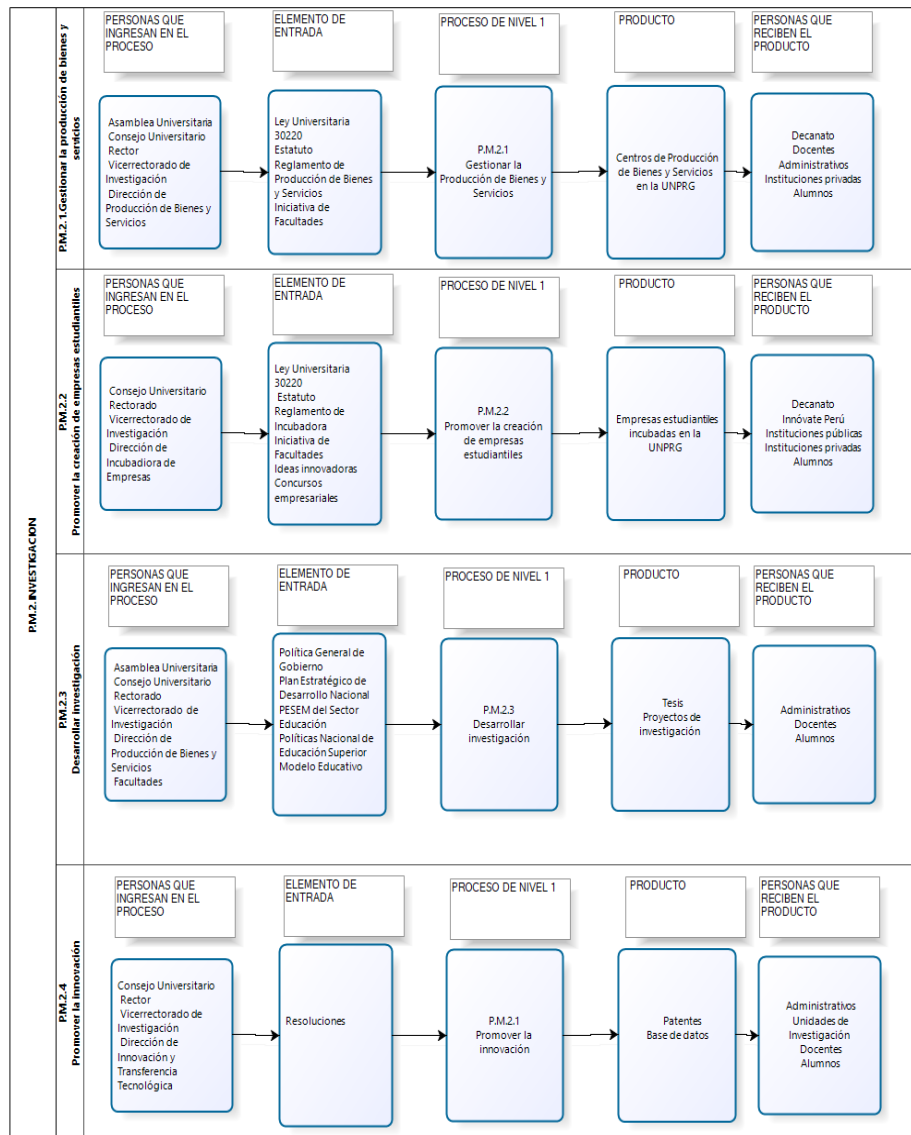 P.M.2.INVESTIGACION
P.M.2.1.Gestionar la producción de bienes y
servicios
PERSONAS QUE
INGRESAN EN EL
PROCESO
ELEMENTO DE
ENTRADA
PROCESO DE NIVEL 1
PRODUCTO
PERSONAS QUE
RECIBEN EL
PRODUCTO
Asamblea Universitaria
Consejo Universitario
Rector
Vicerrectorado de
Investigación
Dirección de
Producción de Bienes y
Servicios
Ley Universitaria
30220
Estatuto
Reglamento de
Producción de Bienes
y Servicios
Iniciativa de
Facultades
P.M.2.1
Gestionar la
Producción de Bienes y
Servicios
Centros de Producción
de Bienes y Servicios
en la UNPRG
Decanato
Docentes
Administrativos
Instituciones privadas
Alumnos
P.M.2.2
Promover la creación de empresas estudiantiles
PERSONAS QUE
INGRESAN EN EL
PROCESO
ELEMENTO DE
ENTRADA
PROCESO DE NIVEL 1
PRODUCTO
PERSONAS QUE
RECIBEN EL
PRODUCTO
Consejo Universitario
Rectorado
Vicerrectorado de
Investigación
Dirección de
Incubadiora de
Empresas
Ley Universitaria
30220
Estatuto
Reglamento de
Incubadora
Iniciativa de
Facultades
Ideas innovadoras
Concursos
empresariales
P.M.2.2
Promover la creación
de empresas
estudiantiles
Empresas estudiantiles
incubadas en la
UNPRG
Decanato
Innóvate Perú
Instituciones públicas
Instituciones privadas
Alumnos
P.M.2.3
Desarrollar investigación
PERSONAS QUE
INGRESAN EN EL
PROCESO
ELEMENTO DE
ENTRADA
PROCESO DE NIVEL 1
PRODUCTO
PERSONAS QUE
RECIBEN EL
PRODUCTO
Asamblea Universitaria
Consejo Universitario
Rectorado
Vicerrectorado de
Investigación
Dirección de
Producción de Bienes y
Servicios
Facultades
Política General de
Gobierno
Plan Estratégico de
Desarrollo Nacional
PESEM del Sector
Educación
Políticas Nacional de
Educación Superior
Modelo Educativo
P.M.2.3
Desarrollar
investigación
Tesis
Proyectos de
investigación
Administrativos
Docentes
Alumnos
P.M.2.4
Promover la innovación
PERSONAS QUE
INGRESAN EN EL
PROCESO
ELEMENTO DE
ENTRADA
PROCESO DE NIVEL 1
PRODUCTO
PERSONAS QUE
RECIBEN EL
PRODUCTO
Consejo Universitario
Rector
Vicerrectorado de
Investigación
Dirección de
Innovación y
Transferencia
Tecnológica
Resoluciones
P.M.2.1
Promover la
innovación
Patentes
Base de datos
Administrativos
Unidades de
Investigación
Docentes
Alumnos